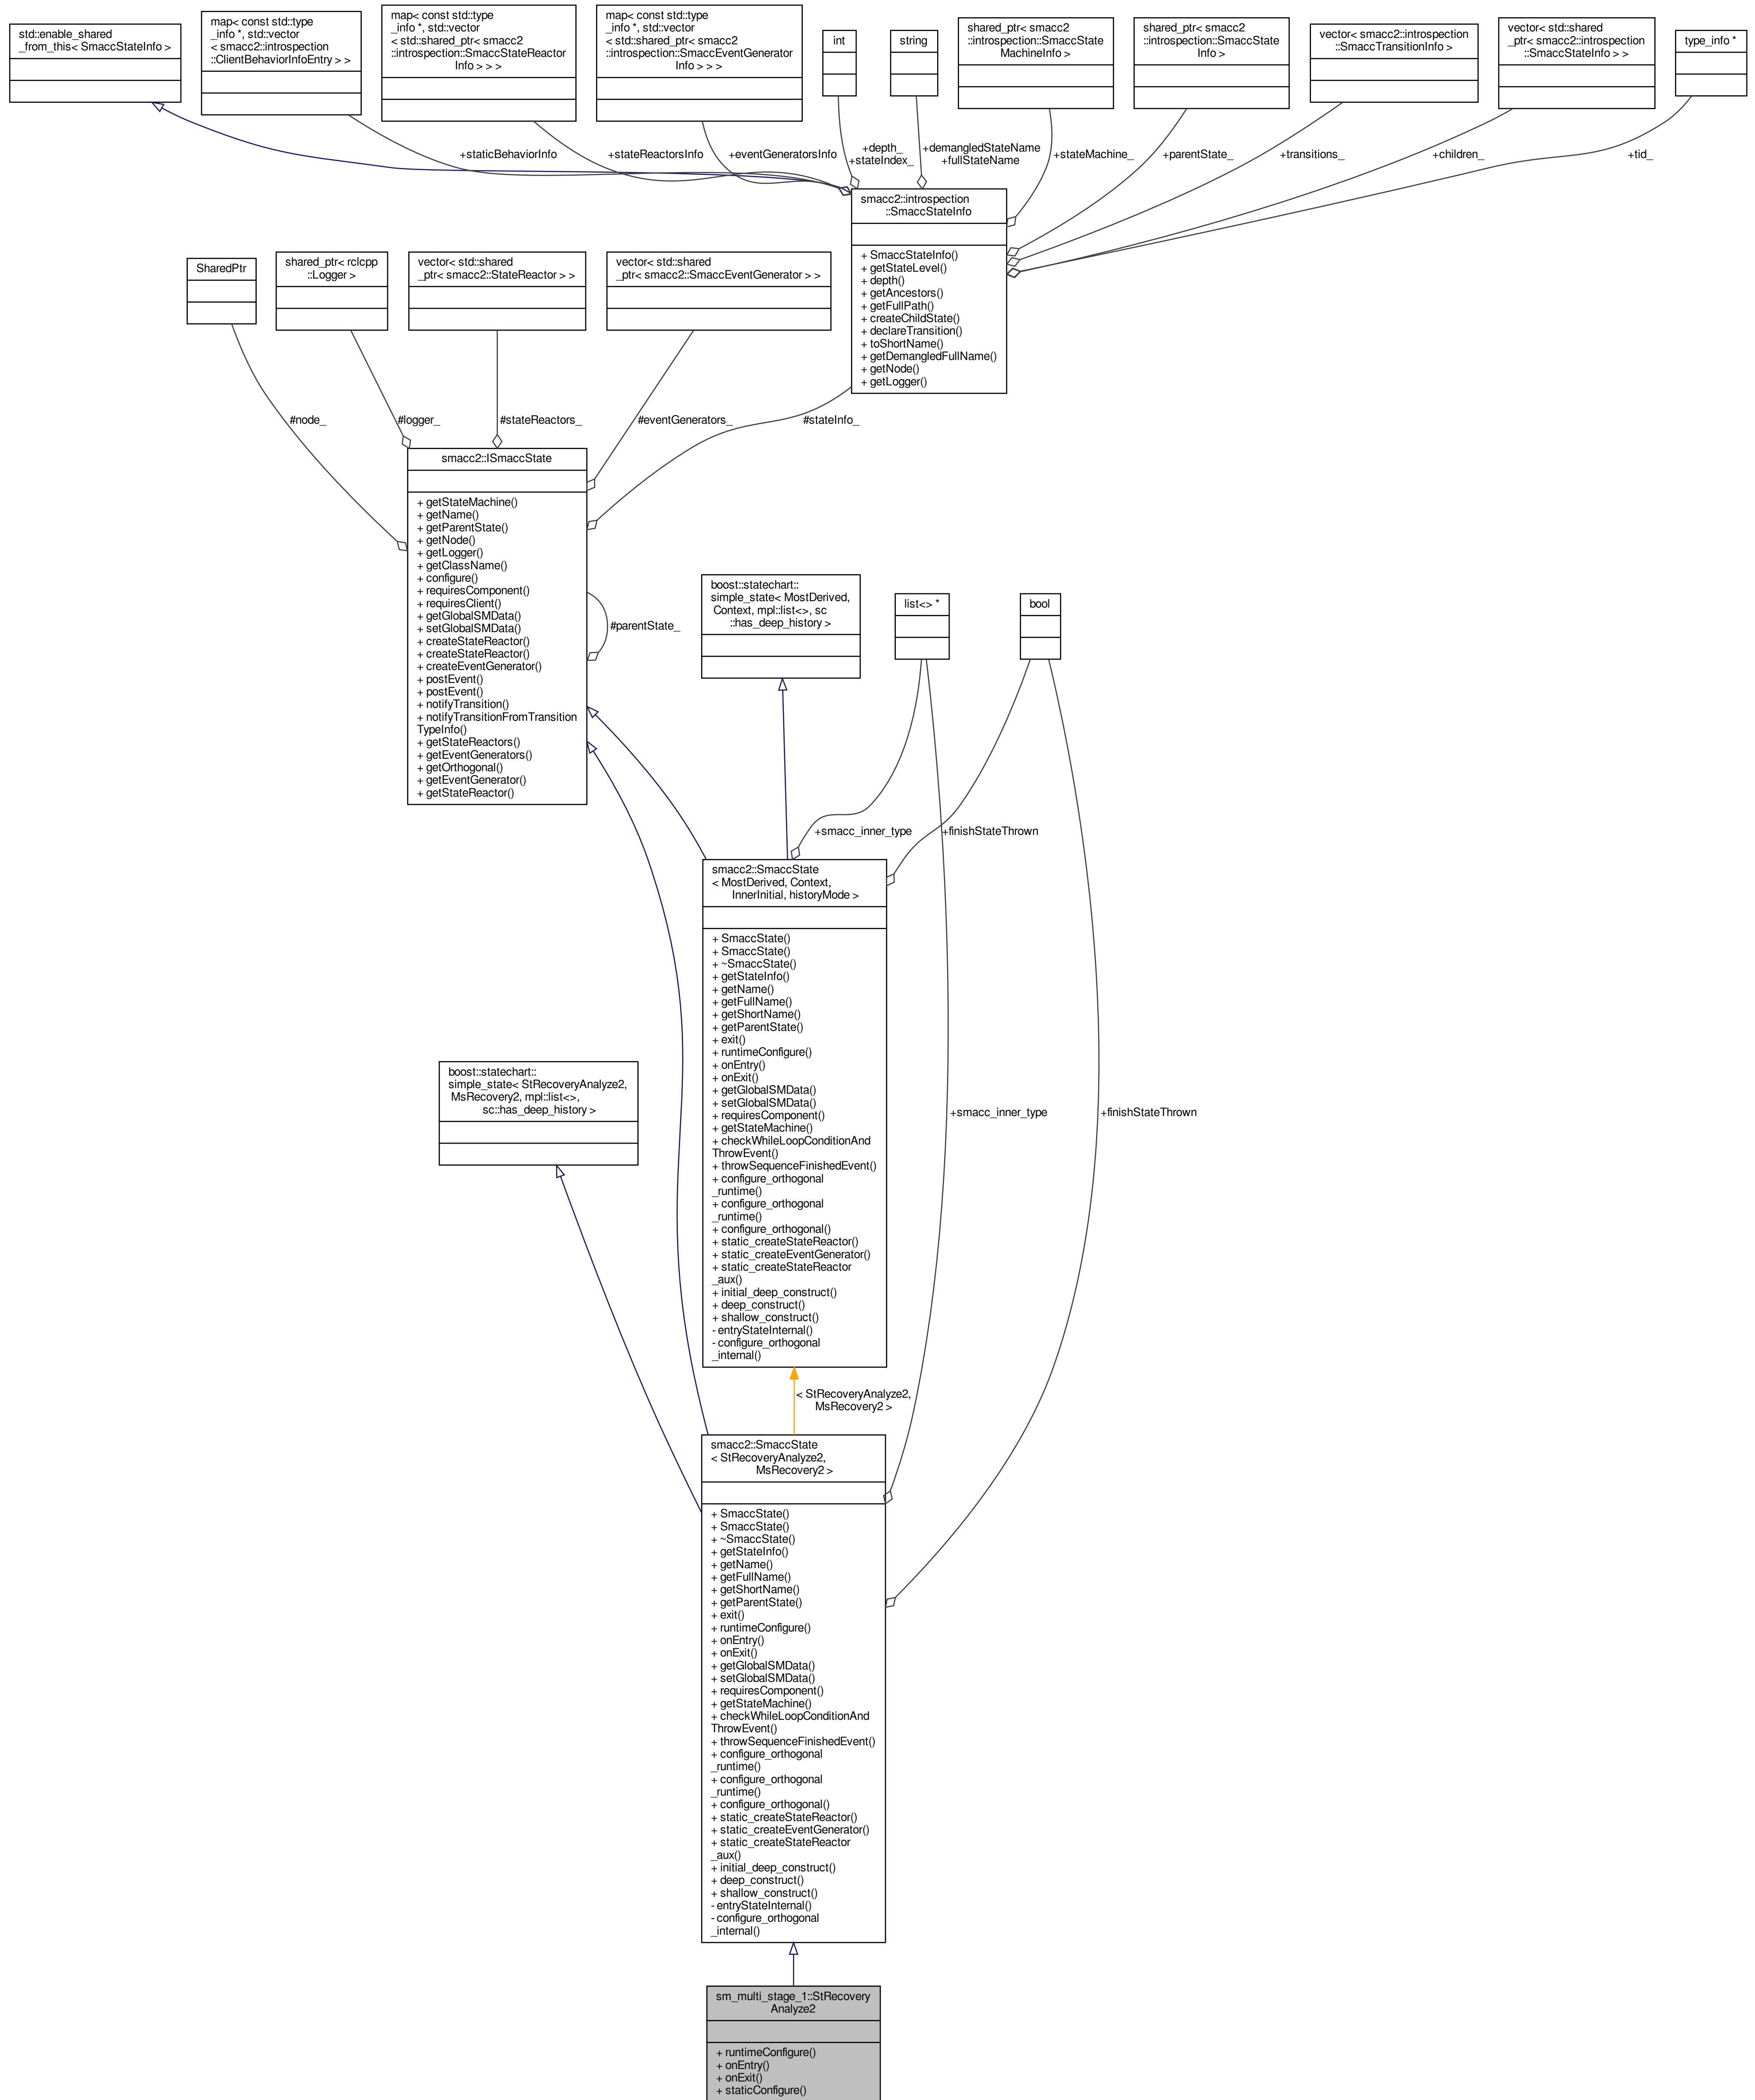 std::enable_shared
_from_this< SmaccStateInfo >
map< const std::type
_info *, std::vector
< smacc2::introspection
::ClientBehaviorInfoEntry > >
map< const std::type
_info *, std::vector
< std::shared_ptr< smacc2
::introspection::SmaccStateReactor
Info > > >
map< const std::type
_info *, std::vector
< std::shared_ptr< smacc2
::introspection::SmaccEventGenerator
Info > > >
int
string
shared_ptr< smacc2
::introspection::SmaccState
MachineInfo >
shared_ptr< smacc2
::introspection::SmaccState
Info >
vector< smacc2::introspection
::SmaccTransitionInfo >
vector< std::shared
_ptr< smacc2::introspection
::SmaccStateInfo > >
type_info *
+staticBehaviorInfo
+stateReactorsInfo
+eventGeneratorsInfo
+depth_
+stateIndex_
+demangledStateName
+fullStateName
+stateMachine_
+parentState_
+transitions_
+children_
+tid_
smacc2::introspection
::SmaccStateInfo
+ SmaccStateInfo()
+ getStateLevel()
+ depth()
+ getAncestors()
+ getFullPath()
+ createChildState()
+ declareTransition()
+ toShortName()
+ getDemangledFullName()
+ getNode()
+ getLogger()
SharedPtr
shared_ptr< rclcpp
::Logger >
vector< std::shared
_ptr< smacc2::StateReactor > >
vector< std::shared
_ptr< smacc2::SmaccEventGenerator > >
#node_
#logger_
#stateReactors_
#eventGenerators_
#stateInfo_
smacc2::ISmaccState
+ getStateMachine()
+ getName()
+ getParentState()
+ getNode()
+ getLogger()
+ getClassName()
+ configure()
+ requiresComponent()
+ requiresClient()
+ getGlobalSMData()
+ setGlobalSMData()
+ createStateReactor()
+ createStateReactor()
+ createEventGenerator()
+ postEvent()
+ postEvent()
+ notifyTransition()
+ notifyTransitionFromTransition
TypeInfo()
+ getStateReactors()
+ getEventGenerators()
+ getOrthogonal()
+ getEventGenerator()
+ getStateReactor()
#parentState_
boost::statechart::
simple_state< MostDerived,
Context, mpl::list<>, sc
::has_deep_history >
list<> *
bool
+smacc_inner_type
+finishStateThrown
smacc2::SmaccState
< MostDerived, Context,
InnerInitial, historyMode >
+ SmaccState()
+ SmaccState()
+ ~SmaccState()
+ getStateInfo()
+ getName()
+ getFullName()
+ getShortName()
+ getParentState()
+ exit()
+ runtimeConfigure()
+ onEntry()
+ onExit()
+ getGlobalSMData()
+ setGlobalSMData()
+ requiresComponent()
+ getStateMachine()
+ checkWhileLoopConditionAnd
ThrowEvent()
+ throwSequenceFinishedEvent()
+ configure_orthogonal
_runtime()
+ configure_orthogonal
_runtime()
+ configure_orthogonal()
+ static_createStateReactor()
+ static_createEventGenerator()
+ static_createStateReactor
_aux()
+ initial_deep_construct()
+ deep_construct()
+ shallow_construct()
- entryStateInternal()
- configure_orthogonal
_internal()
boost::statechart::
simple_state< StRecoveryAnalyze2,
MsRecovery2, mpl::list<>,
sc::has_deep_history >
+smacc_inner_type
+finishStateThrown
< StRecoveryAnalyze2,
MsRecovery2 >
smacc2::SmaccState
< StRecoveryAnalyze2,
MsRecovery2 >
+ SmaccState()
+ SmaccState()
+ ~SmaccState()
+ getStateInfo()
+ getName()
+ getFullName()
+ getShortName()
+ getParentState()
+ exit()
+ runtimeConfigure()
+ onEntry()
+ onExit()
+ getGlobalSMData()
+ setGlobalSMData()
+ requiresComponent()
+ getStateMachine()
+ checkWhileLoopConditionAnd
ThrowEvent()
+ throwSequenceFinishedEvent()
+ configure_orthogonal
_runtime()
+ configure_orthogonal
_runtime()
+ configure_orthogonal()
+ static_createStateReactor()
+ static_createEventGenerator()
+ static_createStateReactor
_aux()
+ initial_deep_construct()
+ deep_construct()
+ shallow_construct()
- entryStateInternal()
- configure_orthogonal
_internal()
sm_multi_stage_1::StRecovery
Analyze2
+ runtimeConfigure()
+ onEntry()
+ onExit()
+ staticConfigure()